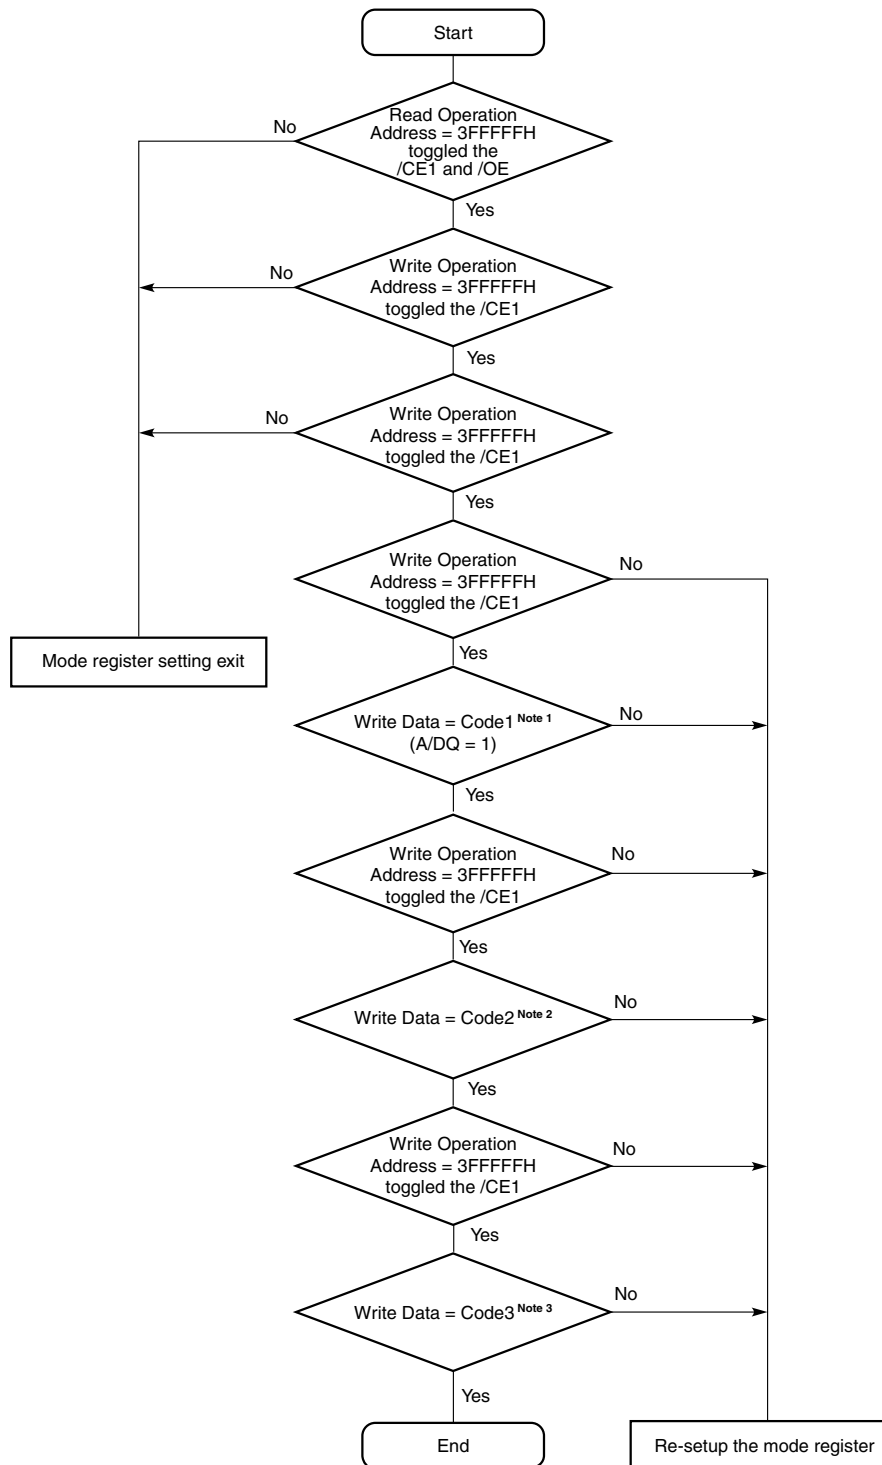 Start
Read Operation
Address = 3FFFFFH
toggled the
/CE1 and /OE
No
Yes
Write Operation
Address = 3FFFFFH
toggled the /CE1
No
Yes
Write Operation
Address = 3FFFFFH
toggled the /CE1
No
Yes
Write Operation
Address = 3FFFFFH
toggled the /CE1
No
Mode register setting exit
Yes
Write Data = Code1 Note 1
(A/DQ = 1)
No
Yes
Write Operation
Address = 3FFFFFH
toggled the /CE1
No
Yes
Write Data = Code2 Note 2
No
Yes
Write Operation
Address = 3FFFFFH
toggled the /CE1
No
Yes
Write Data = Code3 Note 3
No
Yes
End
Re-setup the mode register